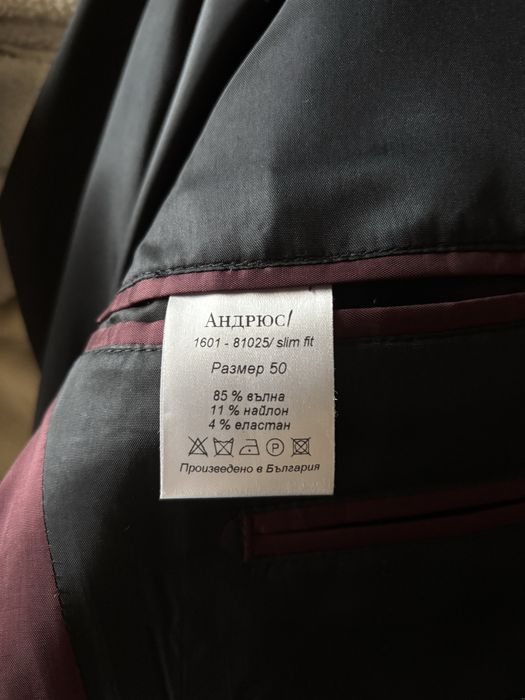 Андрюс/
1601 - 81025/ slim fit
Размер 50
85 % вълна
11 % найлон
4 % еластан
P
Произведено в България